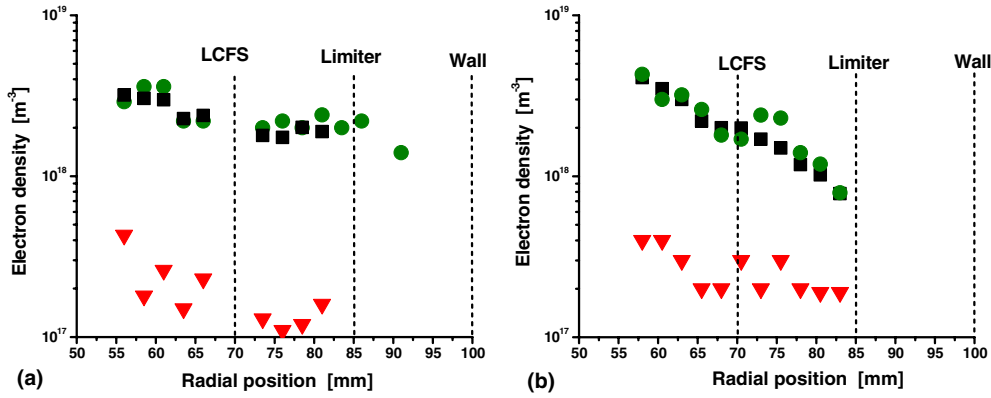 10¹⁹
10¹⁸
10¹⁷
Electron density [m⁻³]
LCFS
Limiter
Wall
50 55 60 65 70 75 80 85 90 95 100
Radial position [mm]
(a)
10¹⁹
10¹⁸
10¹⁷
Electron density [m⁻³]
LCFS
Limiter
Wall
50 55 60 65 70 75 80 85 90 95 100
Radial position [mm]
(b)